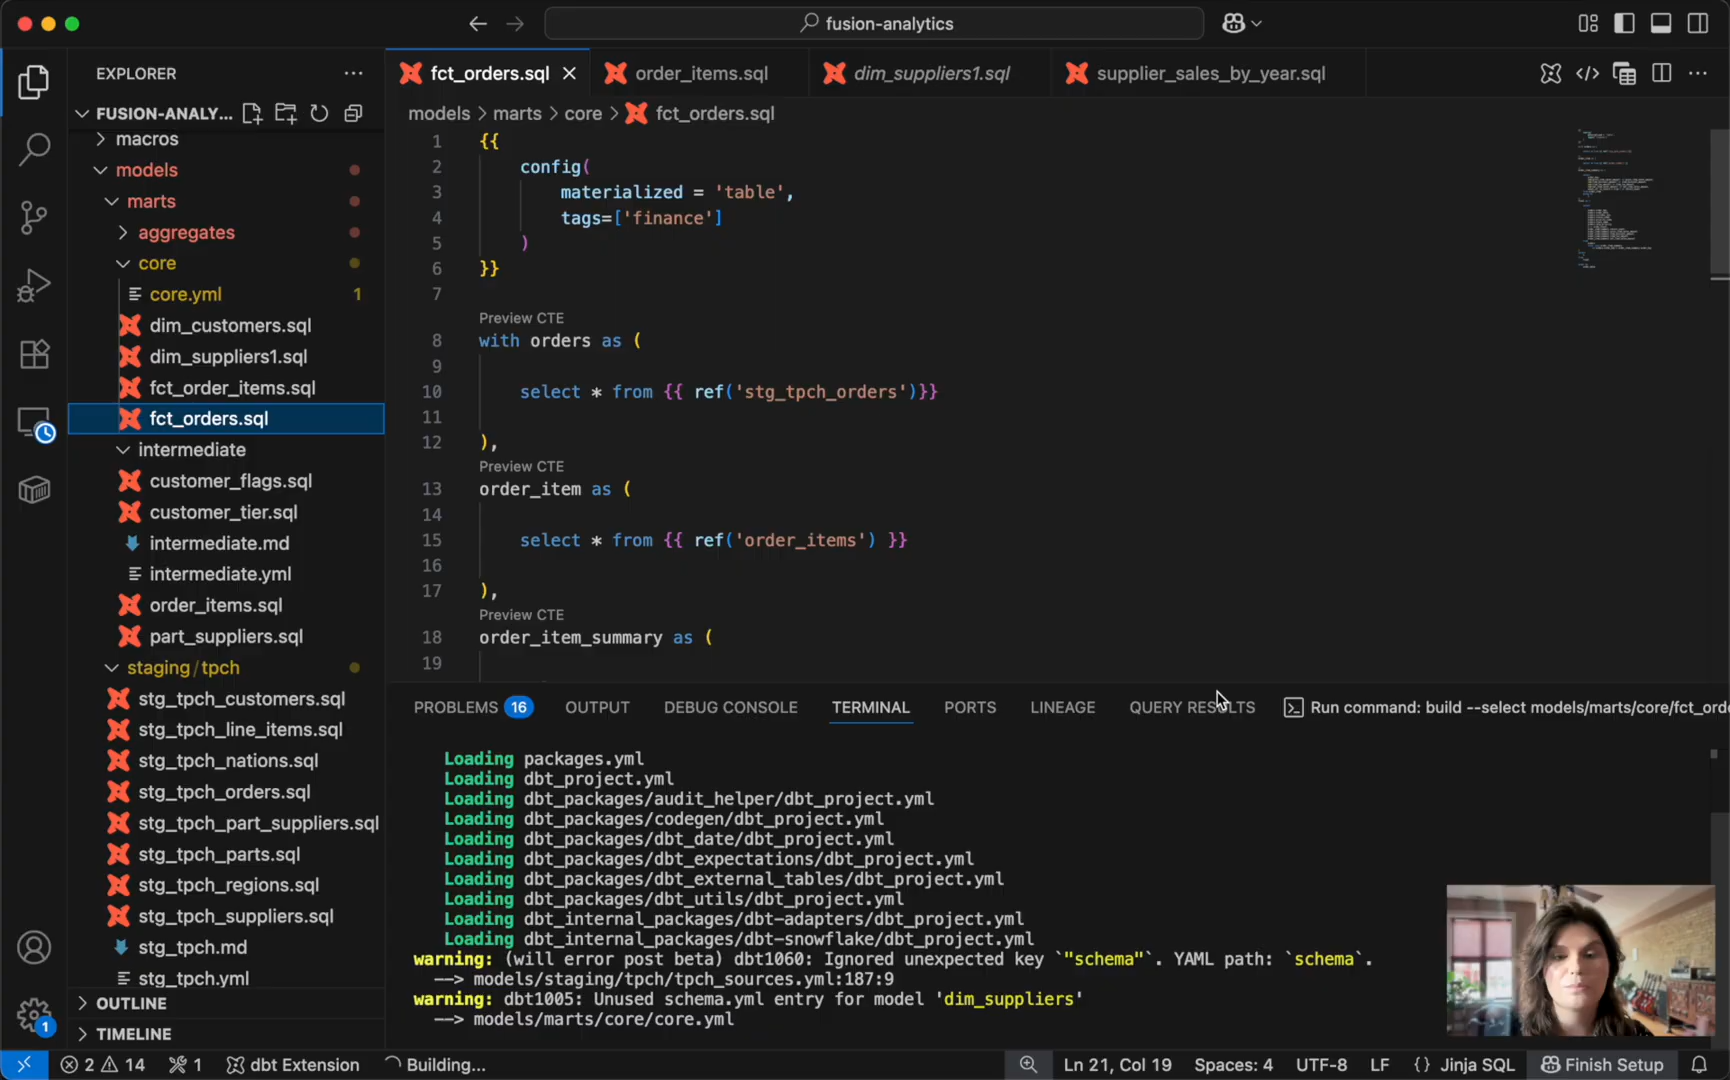 fusion-analytics
EXPLORER
FUSION-ANALY...
macros
models
marts
aggregates
core
core.yml
1
dim_customers.sql
dim_suppliers1.sql
fct_order_items.sql
fct_orders.sql
intermediate
customer_flags.sql
customer_tier.sql
intermediate.md
intermediate.yml
order_items.sql
part_suppliers.sql
staging/tpch
stg_tpch_customers.sql
stg_tpch_line_items.sql
stg_tpch_nations.sql
stg_tpch_orders.sql
stg_tpch_part_suppliers.sql
stg_tpch_parts.sql
stg_tpch_regions.sql
stg_tpch_suppliers.sql
stg_tpch.md
stg_tpch.yml
OUTLINE
TIMELINE
1
fct_orders.sql
order_items.sql
dim_suppliers1.sql
supplier_sales_by_year.sql
models > marts > core > fct_orders.sql
1 {{
2 config(
3 materialized = 'table',
4 tags=['finance']
5 )
6 }}
7
Preview CTE
8 with orders as (
9
10 select * from {{ ref('stg_tpch_orders')}}
11
12 ),
Preview CTE
13 order_item as (
14
15 select * from {{ ref('order_items') }}
16
17 ),
Preview CTE
18 order_item_summary as (
19
PROBLEMS 16 OUTPUT DEBUG CONSOLE TERMINAL PORTS LINEAGE QUERY RESULTS Run command: build --select models/marts/core/fct_ord
Loading packages.yml
Loading dbt_project.yml
Loading dbt_packages/audit_helper/dbt_project.yml
Loading dbt_packages/codegen/dbt_project.yml
Loading dbt_packages/dbt_date/dbt_project.yml
Loading dbt_packages/dbt_expectations/dbt_project.yml
Loading dbt_packages/dbt_external_tables/dbt_project.yml
Loading dbt_packages/dbt_utils/dbt_project.yml
Loading dbt_internal_packages/dbt-adapters/dbt_project.yml
Loading dbt_internal_packages/dbt-snowflake/dbt_project.yml
warning: (will error post beta) dbt1060: Ignored unexpected key `"schema"`. YAML path: `schema`.
--> models/staging/tpch/tpch_sources.yml:187:9
warning: dbt1005: Unused schema.yml entry for model 'dim_suppliers'
--> models/marts/core/core.yml
2 14 1 dbt Extension Building... Ln 21, Col 19 Spaces: 4 UTF-8 LF {} Jinja SQL Finish Setup